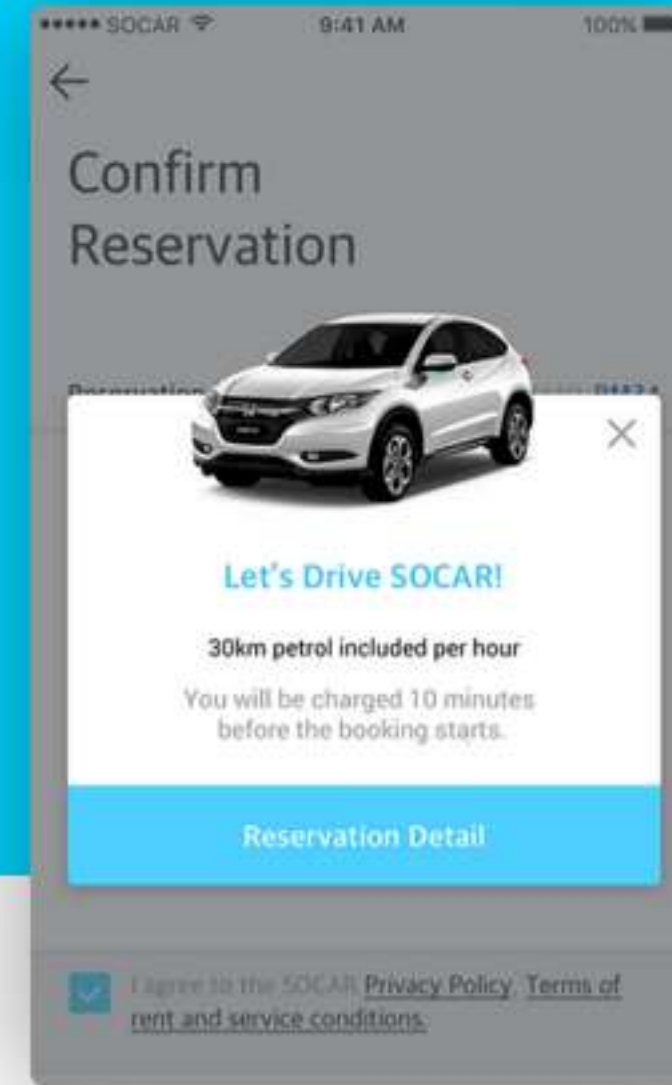 SOCAR 9:41 AM 100%
Confirm
Reservation
Reservation RM34
Let's Drive SOCAR!
30km petrol included per hour
You will be charged 10 minutes
before the booking starts.
Reservation Detail
I agree to the SOCAR Privacy Policy, Terms of
rent and service conditions.